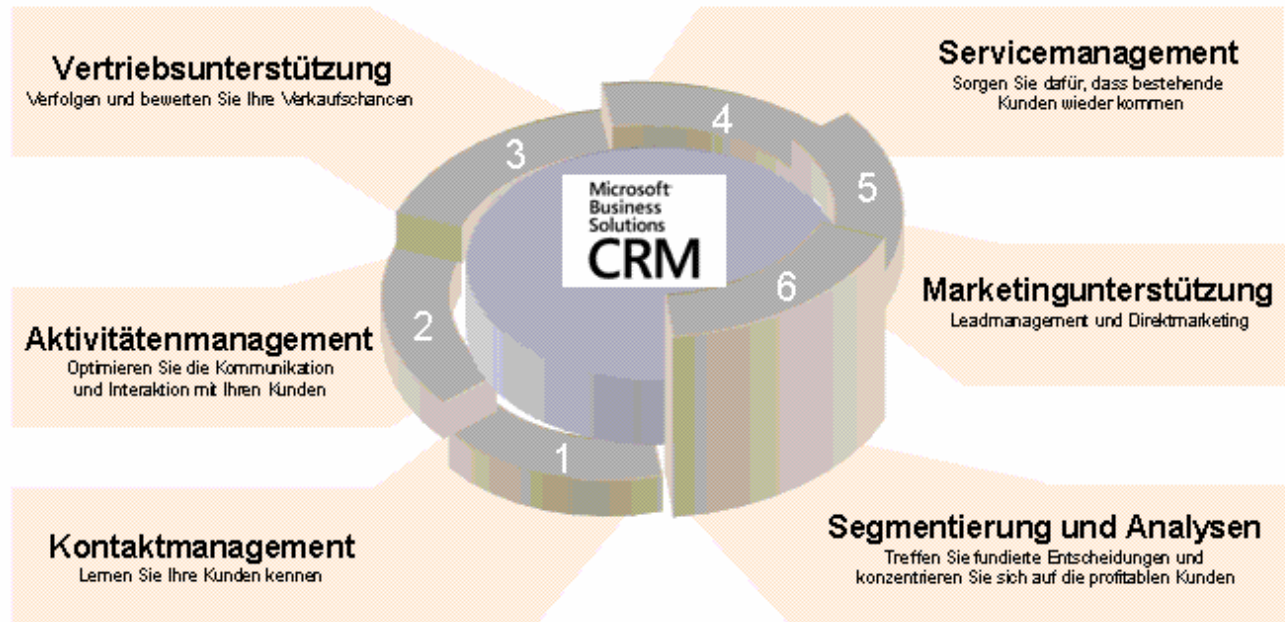 Vertriebsunterstützung
Verfolgen und bewerten Sie Ihre Verkaufschancen
Servicemanagement
Sorgen Sie dafür, dass bestehende
Kunden wieder kommen
4
3
5
Microsoft
Business
Solutions
CRM
6
2
Aktivitätenmanagement
Optimieren Sie die Kommunikation
und Interaktion mit Ihren Kunden
Marketingunterstützung
Leadmanagement und Direktmarketing
1
Kontaktmanagement
Lernen Sie Ihre Kunden kennen
Segmentierung und Analysen
Treffen Sie fundierte Entscheidungen und
konzentrieren Sie sich auf die profitablen Kunden